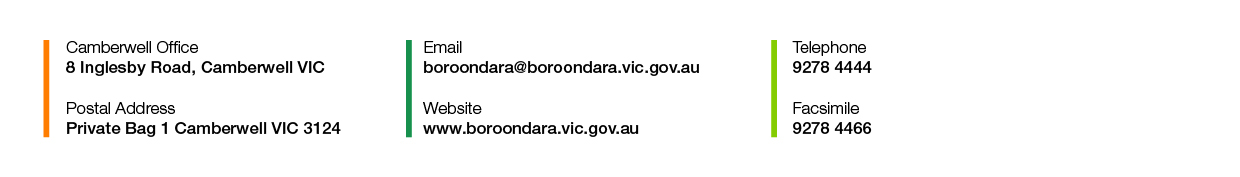 Camberwell Office
8 Inglesby Road, Camberwell VIC
Postal Address
Private Bag 1 Camberwell VIC 3124
Email
boroondara@boroondara.vic.gov.au
Website
www.boroondara.vic.gov.au
Telephone
9278 4444
Facsimile
9278 4466